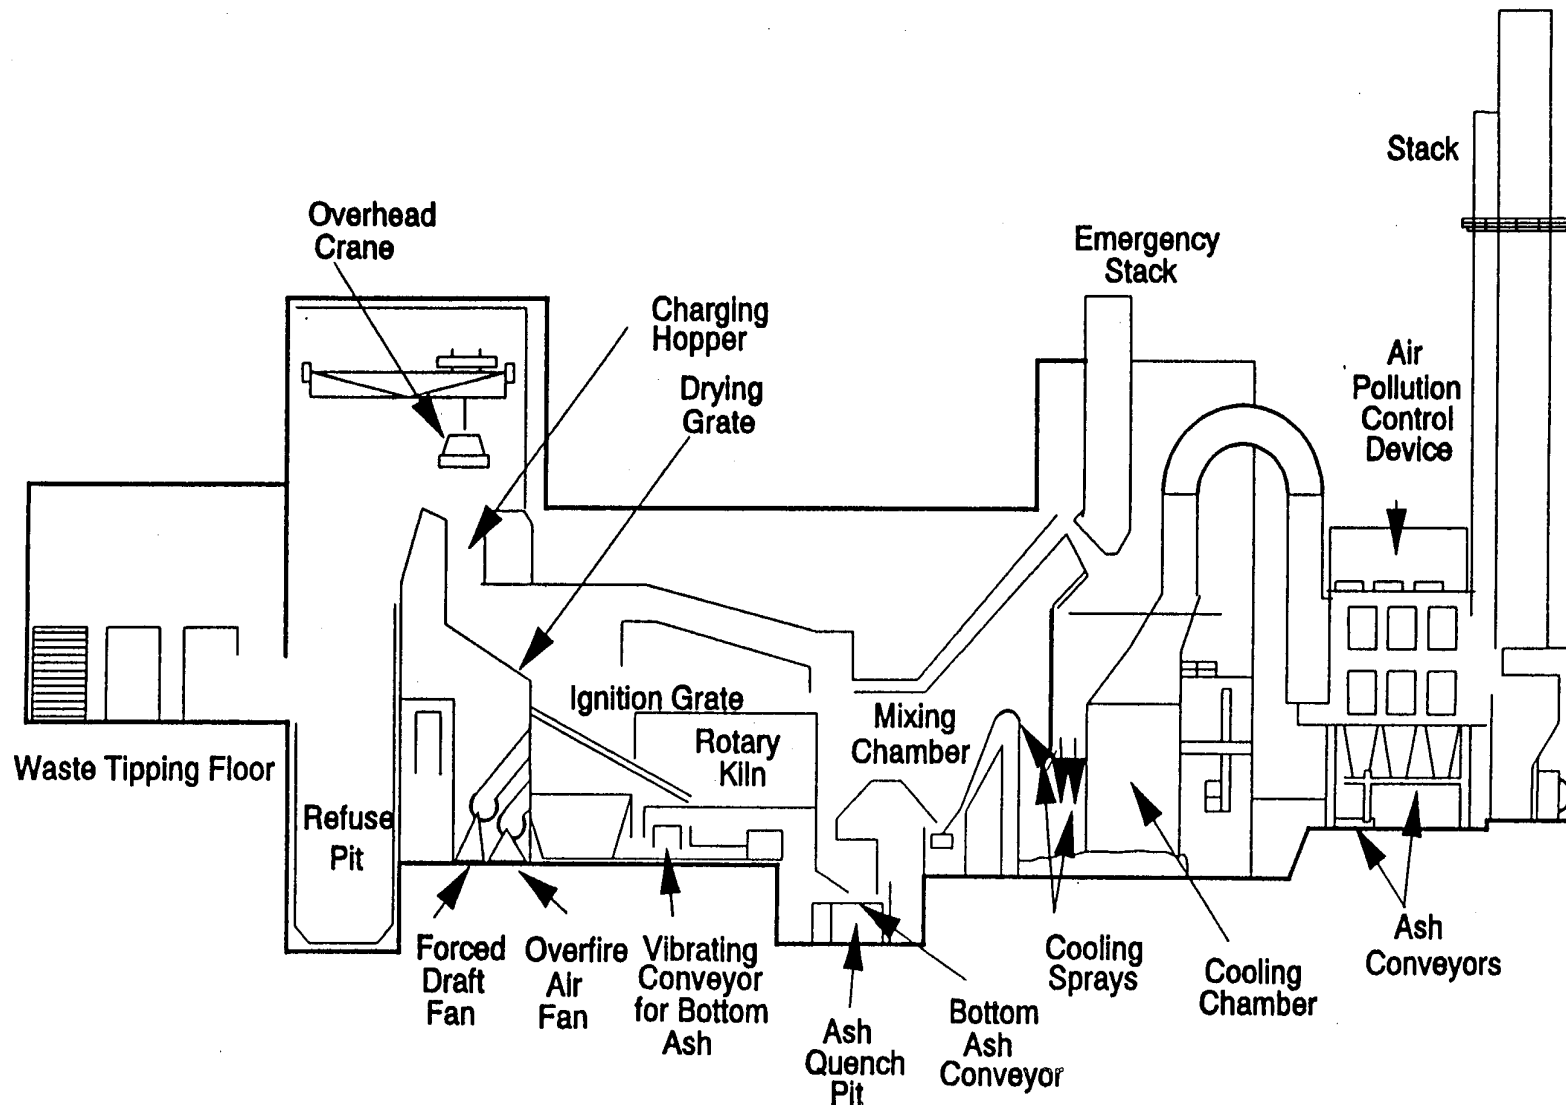 Stack
Overhead
Crane
Emergency
Stack
Charging
Hopper
Air
Pollution
Control
Device
Drying
Grate
Ignition Grate
Mixing
Chamber
Rotary
Kiln
Waste Tipping Floor
Refuse
Pit
Forced
Draft
Fan
Overfire
Air
Fan
Vibrating
Conveyor
for Bottom
Ash
Ash
Quench
Pit
Bottom
Ash
Conveyor
Cooling
Sprays
Cooling
Chamber
Ash
Conveyors